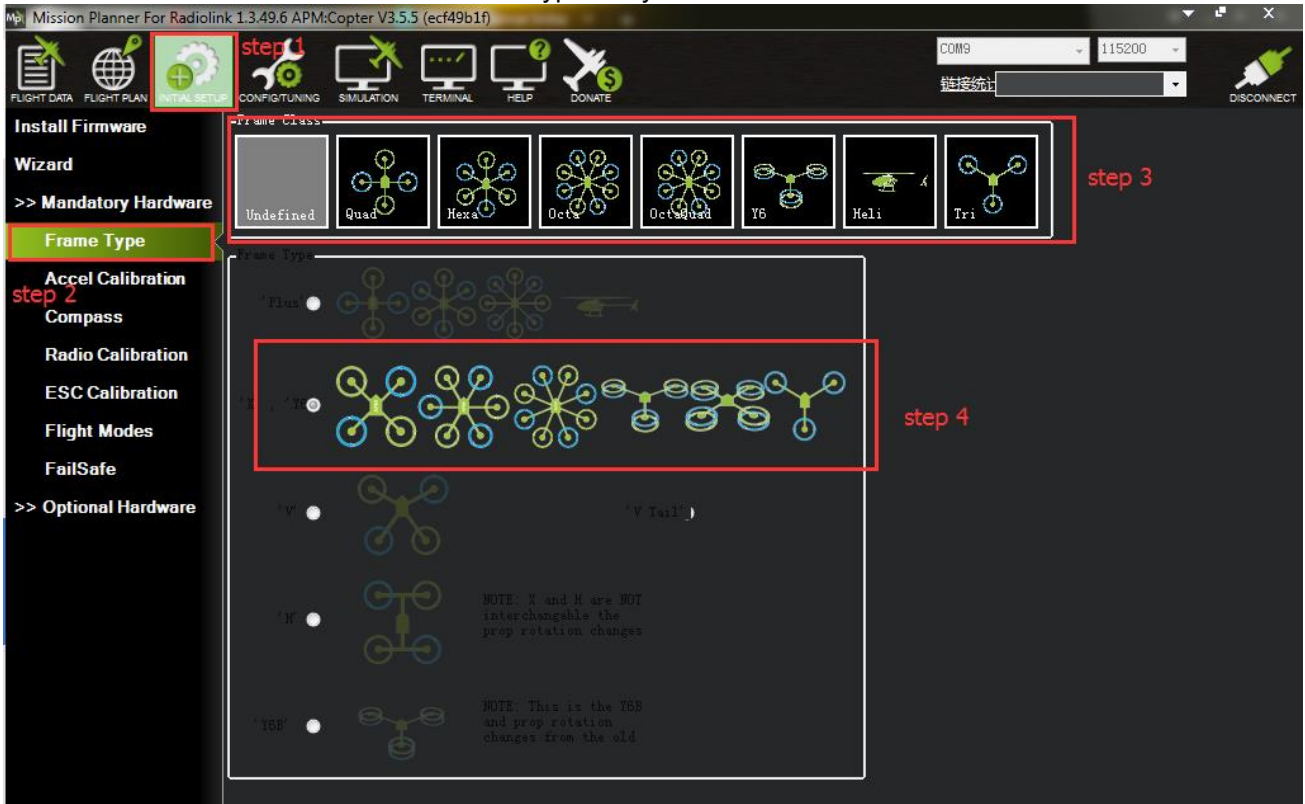 Mission Planner For Radiolink 1.3.49.6 APM:Copter V3.5.5 (ecf49b1f)
step 1
COM9
115200
链接统计
FLIGHT DATA
FLIGHT PLAN
INITIAL SETUP
CONFIG/TUNING
SIMULATION
TERMINAL
HELP
DONATE
DISCONNECT
Install Firmware
Wizard
>> Mandatory Hardware
Frame Type
step 2
Accel Calibration
Compass
Radio Calibration
ESC Calibration
Flight Modes
FailSafe
>> Optional Hardware
Frame Class
Undefined
Quad
Hexa
Octa
OctaQuad
Y6
Heli
Tri
step 3
Frame Type
'Plus'
step 4
'V'
'V Tail'
'H'
NOTE: X and H are NOT
interchangable the
prop rotation changes
'Y6B'
NOTE: This is the Y6B
and prop rotation
changes from the old